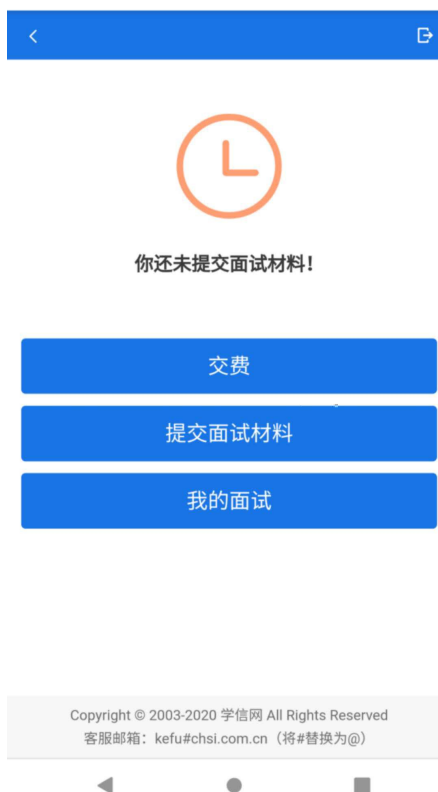 你还未提交面试材料！
交费
提交面试材料
我的面试
Copyright © 2003-2020 学信网 All Rights Reserved
客服邮箱：kefu#chsi.com.cn（将#替换为@）